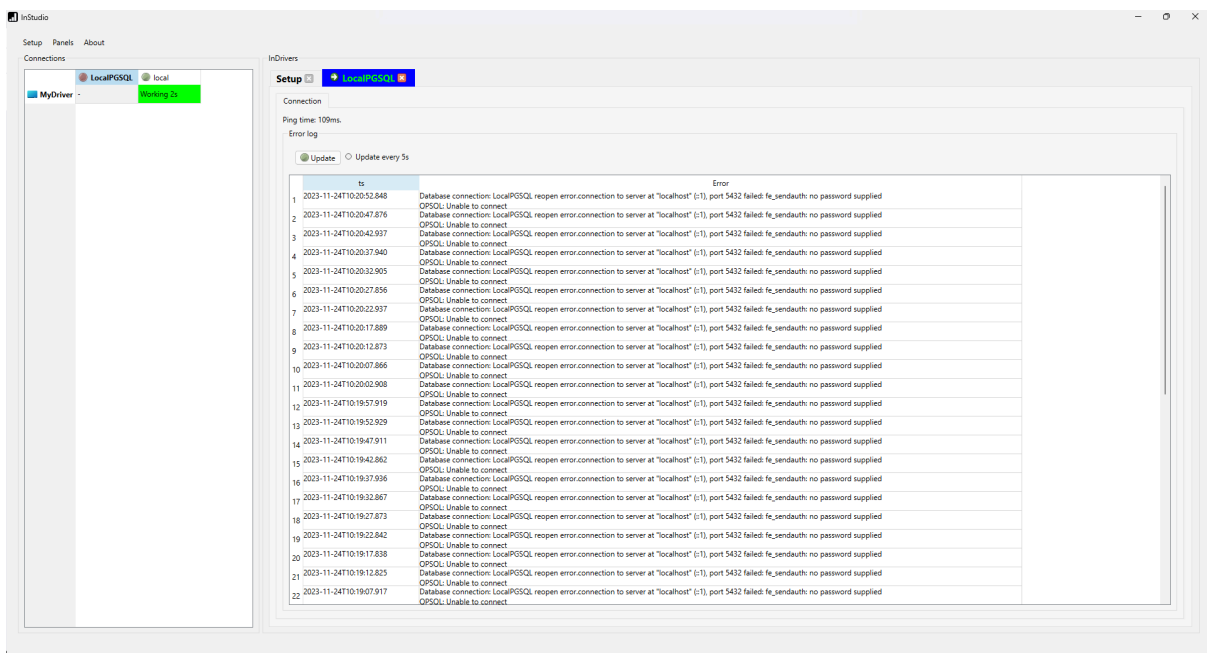 InStudio
Setup Panels About
Connections
LocalPGSQL local
MyDriver - Working 2s
InDrivers
Setup LocalPGSQL
Connection
Ping time: 109ms.
Error log
Update Update every 5s
ts Error
1 2023-11-24T10:20:52.848 Database connection: LocalPGSQL reopen error.connection to server at "localhost" (::1), port 5432 failed: fe_sendauth: no password supplied
QPSQL: Unable to connect
2 2023-11-24T10:20:47.876 Database connection: LocalPGSQL reopen error.connection to server at "localhost" (::1), port 5432 failed: fe_sendauth: no password supplied
QPSQL: Unable to connect
3 2023-11-24T10:20:42.937 Database connection: LocalPGSQL reopen error.connection to server at "localhost" (::1), port 5432 failed: fe_sendauth: no password supplied
QPSQL: Unable to connect
4 2023-11-24T10:20:37.940 Database connection: LocalPGSQL reopen error.connection to server at "localhost" (::1), port 5432 failed: fe_sendauth: no password supplied
QPSQL: Unable to connect
5 2023-11-24T10:20:32.905 Database connection: LocalPGSQL reopen error.connection to server at "localhost" (::1), port 5432 failed: fe_sendauth: no password supplied
QPSQL: Unable to connect
6 2023-11-24T10:20:27.856 Database connection: LocalPGSQL reopen error.connection to server at "localhost" (::1), port 5432 failed: fe_sendauth: no password supplied
QPSQL: Unable to connect
7 2023-11-24T10:20:22.937 Database connection: LocalPGSQL reopen error.connection to server at "localhost" (::1), port 5432 failed: fe_sendauth: no password supplied
QPSQL: Unable to connect
8 2023-11-24T10:20:17.889 Database connection: LocalPGSQL reopen error.connection to server at "localhost" (::1), port 5432 failed: fe_sendauth: no password supplied
QPSQL: Unable to connect
9 2023-11-24T10:20:12.873 Database connection: LocalPGSQL reopen error.connection to server at "localhost" (::1), port 5432 failed: fe_sendauth: no password supplied
QPSQL: Unable to connect
10 2023-11-24T10:20:07.866 Database connection: LocalPGSQL reopen error.connection to server at "localhost" (::1), port 5432 failed: fe_sendauth: no password supplied
QPSQL: Unable to connect
11 2023-11-24T10:20:02.908 Database connection: LocalPGSQL reopen error.connection to server at "localhost" (::1), port 5432 failed: fe_sendauth: no password supplied
QPSQL: Unable to connect
12 2023-11-24T10:19:57.919 Database connection: LocalPGSQL reopen error.connection to server at "localhost" (::1), port 5432 failed: fe_sendauth: no password supplied
QPSQL: Unable to connect
13 2023-11-24T10:19:52.929 Database connection: LocalPGSQL reopen error.connection to server at "localhost" (::1), port 5432 failed: fe_sendauth: no password supplied
QPSQL: Unable to connect
14 2023-11-24T10:19:47.911 Database connection: LocalPGSQL reopen error.connection to server at "localhost" (::1), port 5432 failed: fe_sendauth: no password supplied
QPSQL: Unable to connect
15 2023-11-24T10:19:42.862 Database connection: LocalPGSQL reopen error.connection to server at "localhost" (::1), port 5432 failed: fe_sendauth: no password supplied
QPSQL: Unable to connect
16 2023-11-24T10:19:37.936 Database connection: LocalPGSQL reopen error.connection to server at "localhost" (::1), port 5432 failed: fe_sendauth: no password supplied
QPSQL: Unable to connect
17 2023-11-24T10:19:32.867 Database connection: LocalPGSQL reopen error.connection to server at "localhost" (::1), port 5432 failed: fe_sendauth: no password supplied
QPSQL: Unable to connect
18 2023-11-24T10:19:27.873 Database connection: LocalPGSQL reopen error.connection to server at "localhost" (::1), port 5432 failed: fe_sendauth: no password supplied
QPSQL: Unable to connect
19 2023-11-24T10:19:22.842 Database connection: LocalPGSQL reopen error.connection to server at "localhost" (::1), port 5432 failed: fe_sendauth: no password supplied
QPSQL: Unable to connect
20 2023-11-24T10:19:17.838 Database connection: LocalPGSQL reopen error.connection to server at "localhost" (::1), port 5432 failed: fe_sendauth: no password supplied
QPSQL: Unable to connect
21 2023-11-24T10:19:12.825 Database connection: LocalPGSQL reopen error.connection to server at "localhost" (::1), port 5432 failed: fe_sendauth: no password supplied
QPSQL: Unable to connect
22 2023-11-24T10:19:07.917 Database connection: LocalPGSQL reopen error.connection to server at "localhost" (::1), port 5432 failed: fe_sendauth: no password supplied
QPSQL: Unable to connect